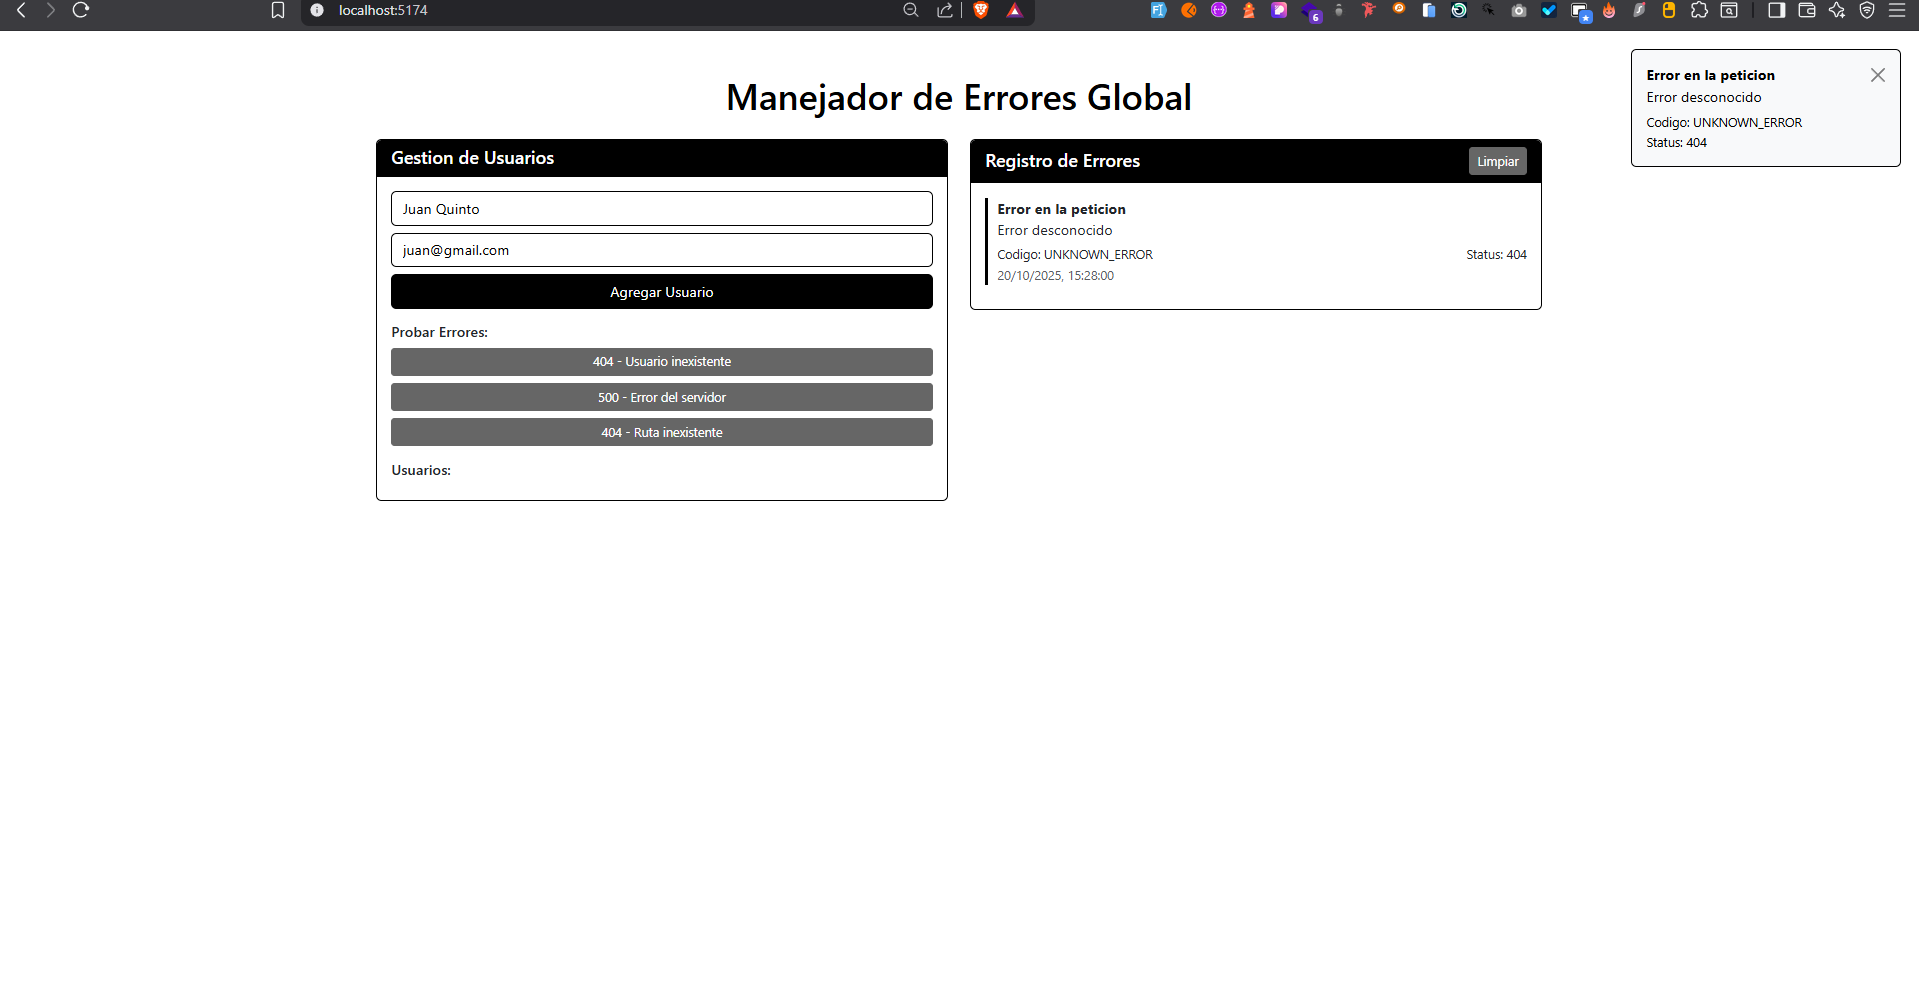 localhost:5174
6
Manejador de Errores Global
Gestion de Usuarios
Juan Quinto
juan@gmail.com
Agregar Usuario
Probar Errores:
404 - Usuario inexistente
500 - Error del servidor
404 - Ruta inexistente
Usuarios:
Registro de Errores
Limpiar
Error en la peticion
Error desconocido
Codigo: UNKNOWN_ERROR
Status: 404
20/10/2025, 15:28:00
Error en la peticion
Error desconocido
Codigo: UNKNOWN_ERROR
Status: 404